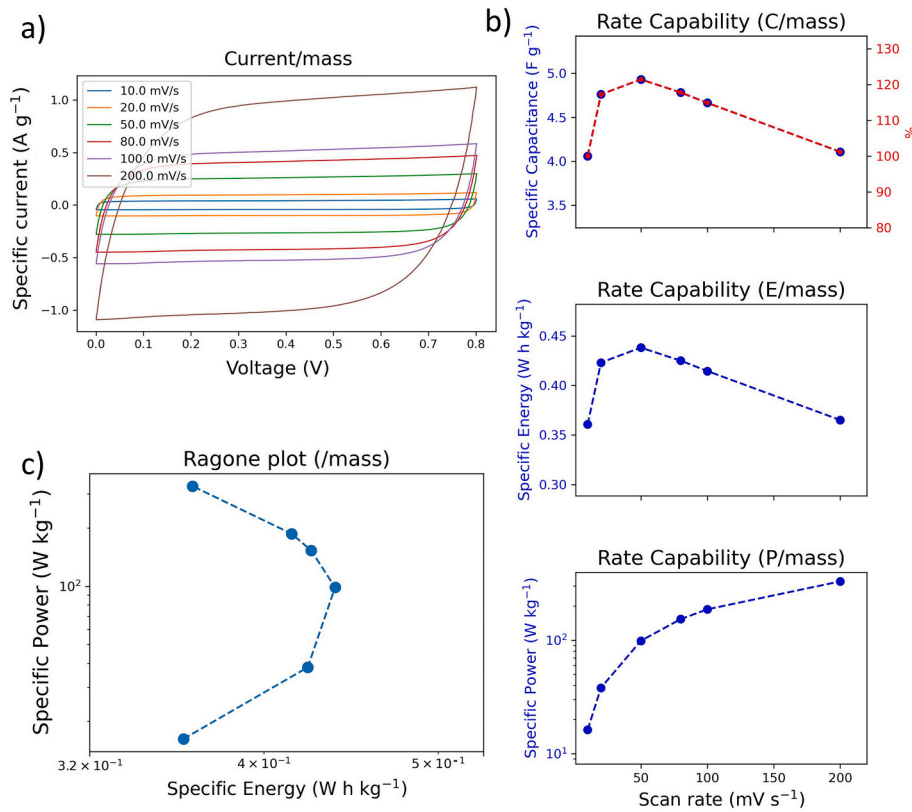 a)
Current/mass
Specific current (A g⁻¹)
1.0
0.5
0.0
−0.5
−1.0
10.0 mV/s
20.0 mV/s
50.0 mV/s
80.0 mV/s
100.0 mV/s
200.0 mV/s
0.0 0.1 0.2 0.3 0.4 0.5 0.6 0.7 0.8
Voltage (V)
b)
Rate Capability (C/mass)
Specific Capacitance (F g⁻¹)
5.0
4.5
4.0
3.5
130
120
110
100
90
80
%
Rate Capability (E/mass)
Specific Energy (W h kg⁻¹)
0.45
0.40
0.35
0.30
Rate Capability (P/mass)
Specific Power (W kg⁻¹)
10²
10¹
50 100 150 200
Scan rate (mV s⁻¹)
c)
Ragone plot (/mass)
Specific Power (W kg⁻¹)
10²
3.2 × 10⁻¹ 4 × 10⁻¹ 5 × 10⁻¹
Specific Energy (W h kg⁻¹)